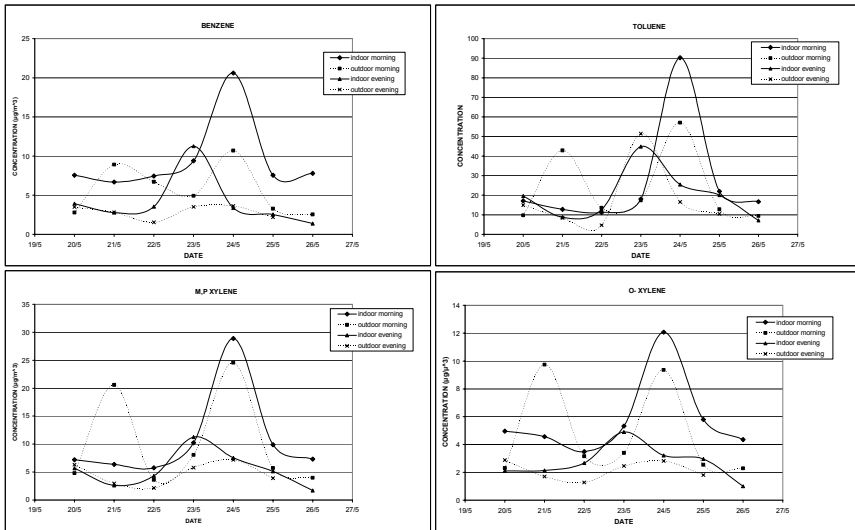 BENZENE
25
20
15
10
5
0
19/5 20/5 21/5 22/5 23/5 24/5 25/5 26/5 27/5
DATE
CONCENTRATION (µg/m^3)
indoor morning
outdoor morning
indoor evening
outdoor evening
TOLUENE
100
90
80
70
60
50
40
30
20
10
0
19/5 20/5 21/5 22/5 23/5 24/5 25/5 26/5 27/5
DATE
CONCENTRATION
indoor morning
outdoor morning
indoor evening
outdoor evening
M,P XYLENE
35
30
25
20
15
10
5
0
19/5 20/5 21/5 22/5 23/5 24/5 25/5 26/5 27/5
DATE
CONCENTRATION (µg/m^3)
indoor morning
outdoor morning
indoor evening
outdoor evening
O- XYLENE
14
12
10
8
6
4
2
0
19/5 20/5 21/5 22/5 23/5 24/5 25/5 26/5 27/5
DATE
CONCENTRATION (µg/µ^3)
indoor morning
outdoor morning
indoor evening
outdoor evening